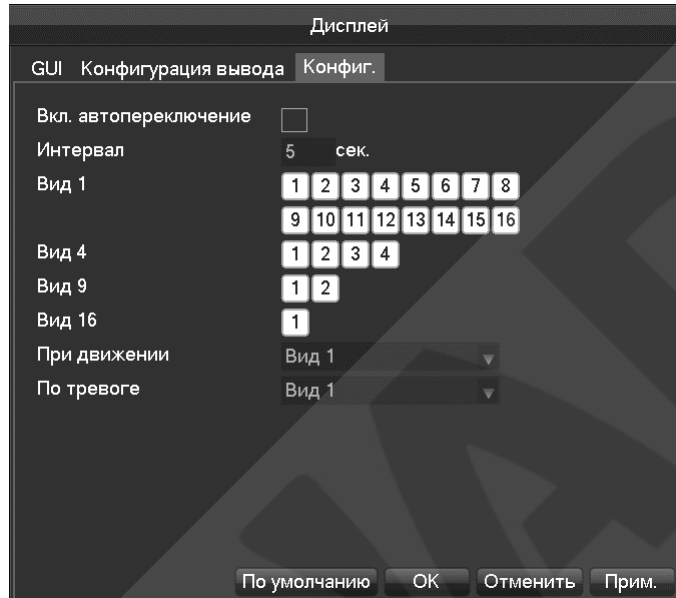 Дисплей
GUI Конфигурация вывода Конфиг.
Вкл. автопереключение
Интервал 5 сек.
Вид 1 1 2 3 4 5 6 7 8
9 10 11 12 13 14 15 16
Вид 4 1 2 3 4
Вид 9 1 2
Вид 16 1
При движении Вид 1
По тревоге Вид 1
По умолчанию OK Отменить Прим.